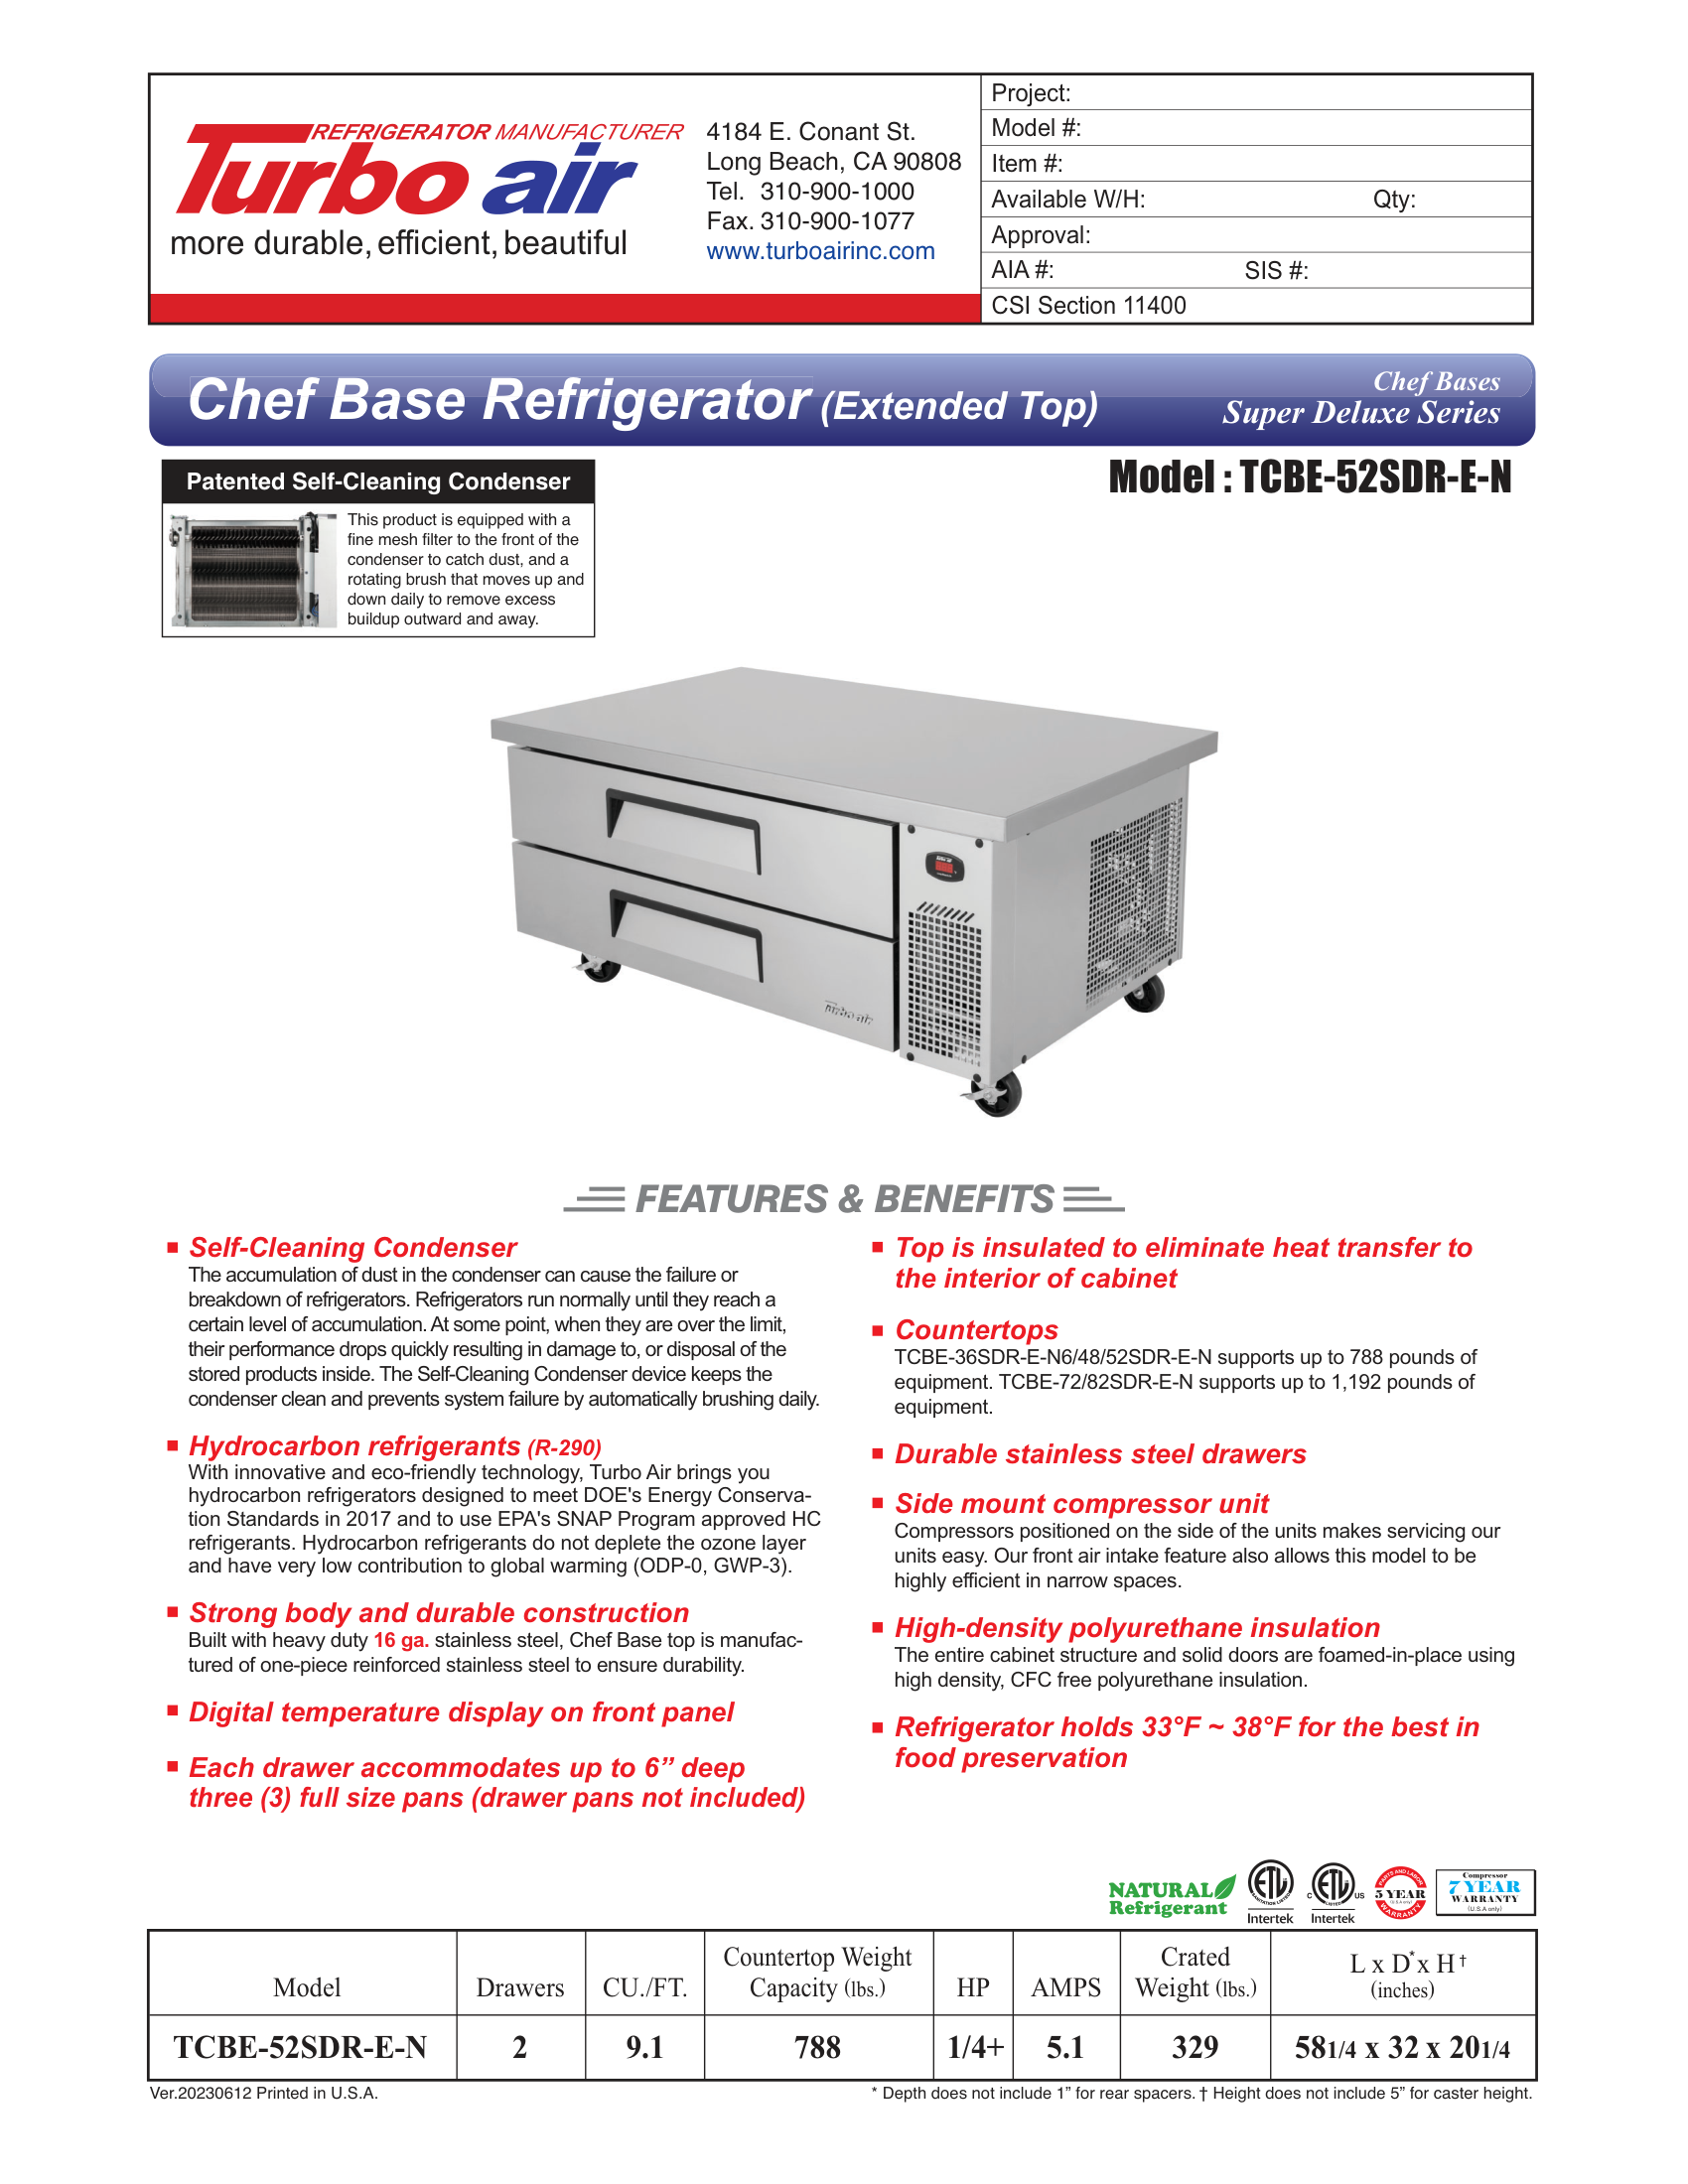 REFRIGERATOR MANUFACTURER
Turbo air
more durable, efficient, beautiful
4184 E. Conant St.
Long Beach, CA 90808
Tel. 310-900-1000
Fax. 310-900-1077
www.turboairinc.com
Project:
Model #:
Item #:
Available W/H: Qty:
Approval:
AIA #: SIS #:
CSI Section 11400
Chef Base Refrigerator (Extended Top)
Chef Bases
Super Deluxe Series
Patented Self-Cleaning Condenser
This product is equipped with a
fine mesh filter to the front of the
condenser to catch dust, and a
rotating brush that moves up and
down daily to remove excess
buildup outward and away.
Model : TCBE-52SDR-E-N
Turbo air
FEATURES & BENEFITS
Self-Cleaning Condenser
The accumulation of dust in the condenser can cause the failure or
breakdown of refrigerators. Refrigerators run normally until they reach a
certain level of accumulation. At some point, when they are over the limit,
their performance drops quickly resulting in damage to, or disposal of the
stored products inside. The Self-Cleaning Condenser device keeps the
condenser clean and prevents system failure by automatically brushing daily.
Hydrocarbon refrigerants (R-290)
With innovative and eco-friendly technology, Turbo Air brings you
hydrocarbon refrigerators designed to meet DOE's Energy Conserva-
tion Standards in 2017 and to use EPA's SNAP Program approved HC
refrigerants. Hydrocarbon refrigerants do not deplete the ozone layer
and have very low contribution to global warming (ODP-0, GWP-3).
Strong body and durable construction
Built with heavy duty 16 ga. stainless steel, Chef Base top is manufac-
tured of one-piece reinforced stainless steel to ensure durability.
Digital temperature display on front panel
Each drawer accommodates up to 6” deep
three (3) full size pans (drawer pans not included)
Top is insulated to eliminate heat transfer to
the interior of cabinet
Countertops
TCBE-36SDR-E-N6/48/52SDR-E-N supports up to 788 pounds of
equipment. TCBE-72/82SDR-E-N supports up to 1,192 pounds of
equipment.
Durable stainless steel drawers
Side mount compressor unit
Compressors positioned on the side of the units makes servicing our
units easy. Our front air intake feature also allows this model to be
highly efficient in narrow spaces.
High-density polyurethane insulation
The entire cabinet structure and solid doors are foamed-in-place using
high density, CFC free polyurethane insulation.
Refrigerator holds 33°F ~ 38°F for the best in
food preservation
NATURAL
Refrigerant
ETL
SANITATION LISTED
Intertek
C ETL US
LISTED
Intertek
PARTS AND LABOR
5 YEAR
(U.S.A only)
WARRANTY
Compressor
7 YEAR
WARRANTY
(U.S.A only)
Model Drawers CU./FT. Countertop Weight Capacity (lbs.) HP AMPS Crated Weight (lbs.) L x D* x H† (inches)
TCBE-52SDR-E-N 2 9.1 788 1/4+ 5.1 329 581/4 x 32 x 201/4
Ver.20230612 Printed in U.S.A.
* Depth does not include 1” for rear spacers. † Height does not include 5” for caster height.